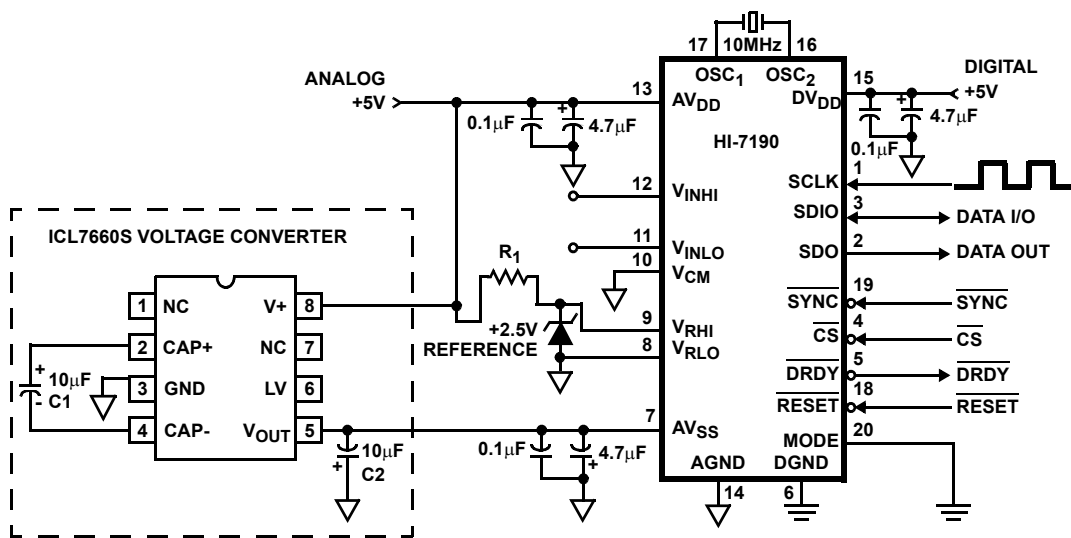 17
10MHz
16
OSC1
OSC2
ANALOG
+5V
13
AVDD
0.1μF
+
4.7μF
15
DIGITAL
+5V
DVDD
+
4.7μF
0.1μF
HI-7190
12
VINHI
11
VINLO
10
VCM
R1
+2.5V
REFERENCE
9
VRHI
8
VRLO
7
AVSS
0.1μF
4.7μF
+
AGND
14
DGND
6
1
SCLK
3
SDIO
DATA I/O
2
SDO
DATA OUT
19
SYNC
SYNC
4
CS
CS
5
DRDY
DRDY
18
RESET
RESET
20
MODE
ICL7660S VOLTAGE CONVERTER
1
NC
V+
8
2
CAP+
NC
7
3
GND
LV
6
4
CAP-
VOUT
5
+
10μF
-
C1
10μF
+
C2